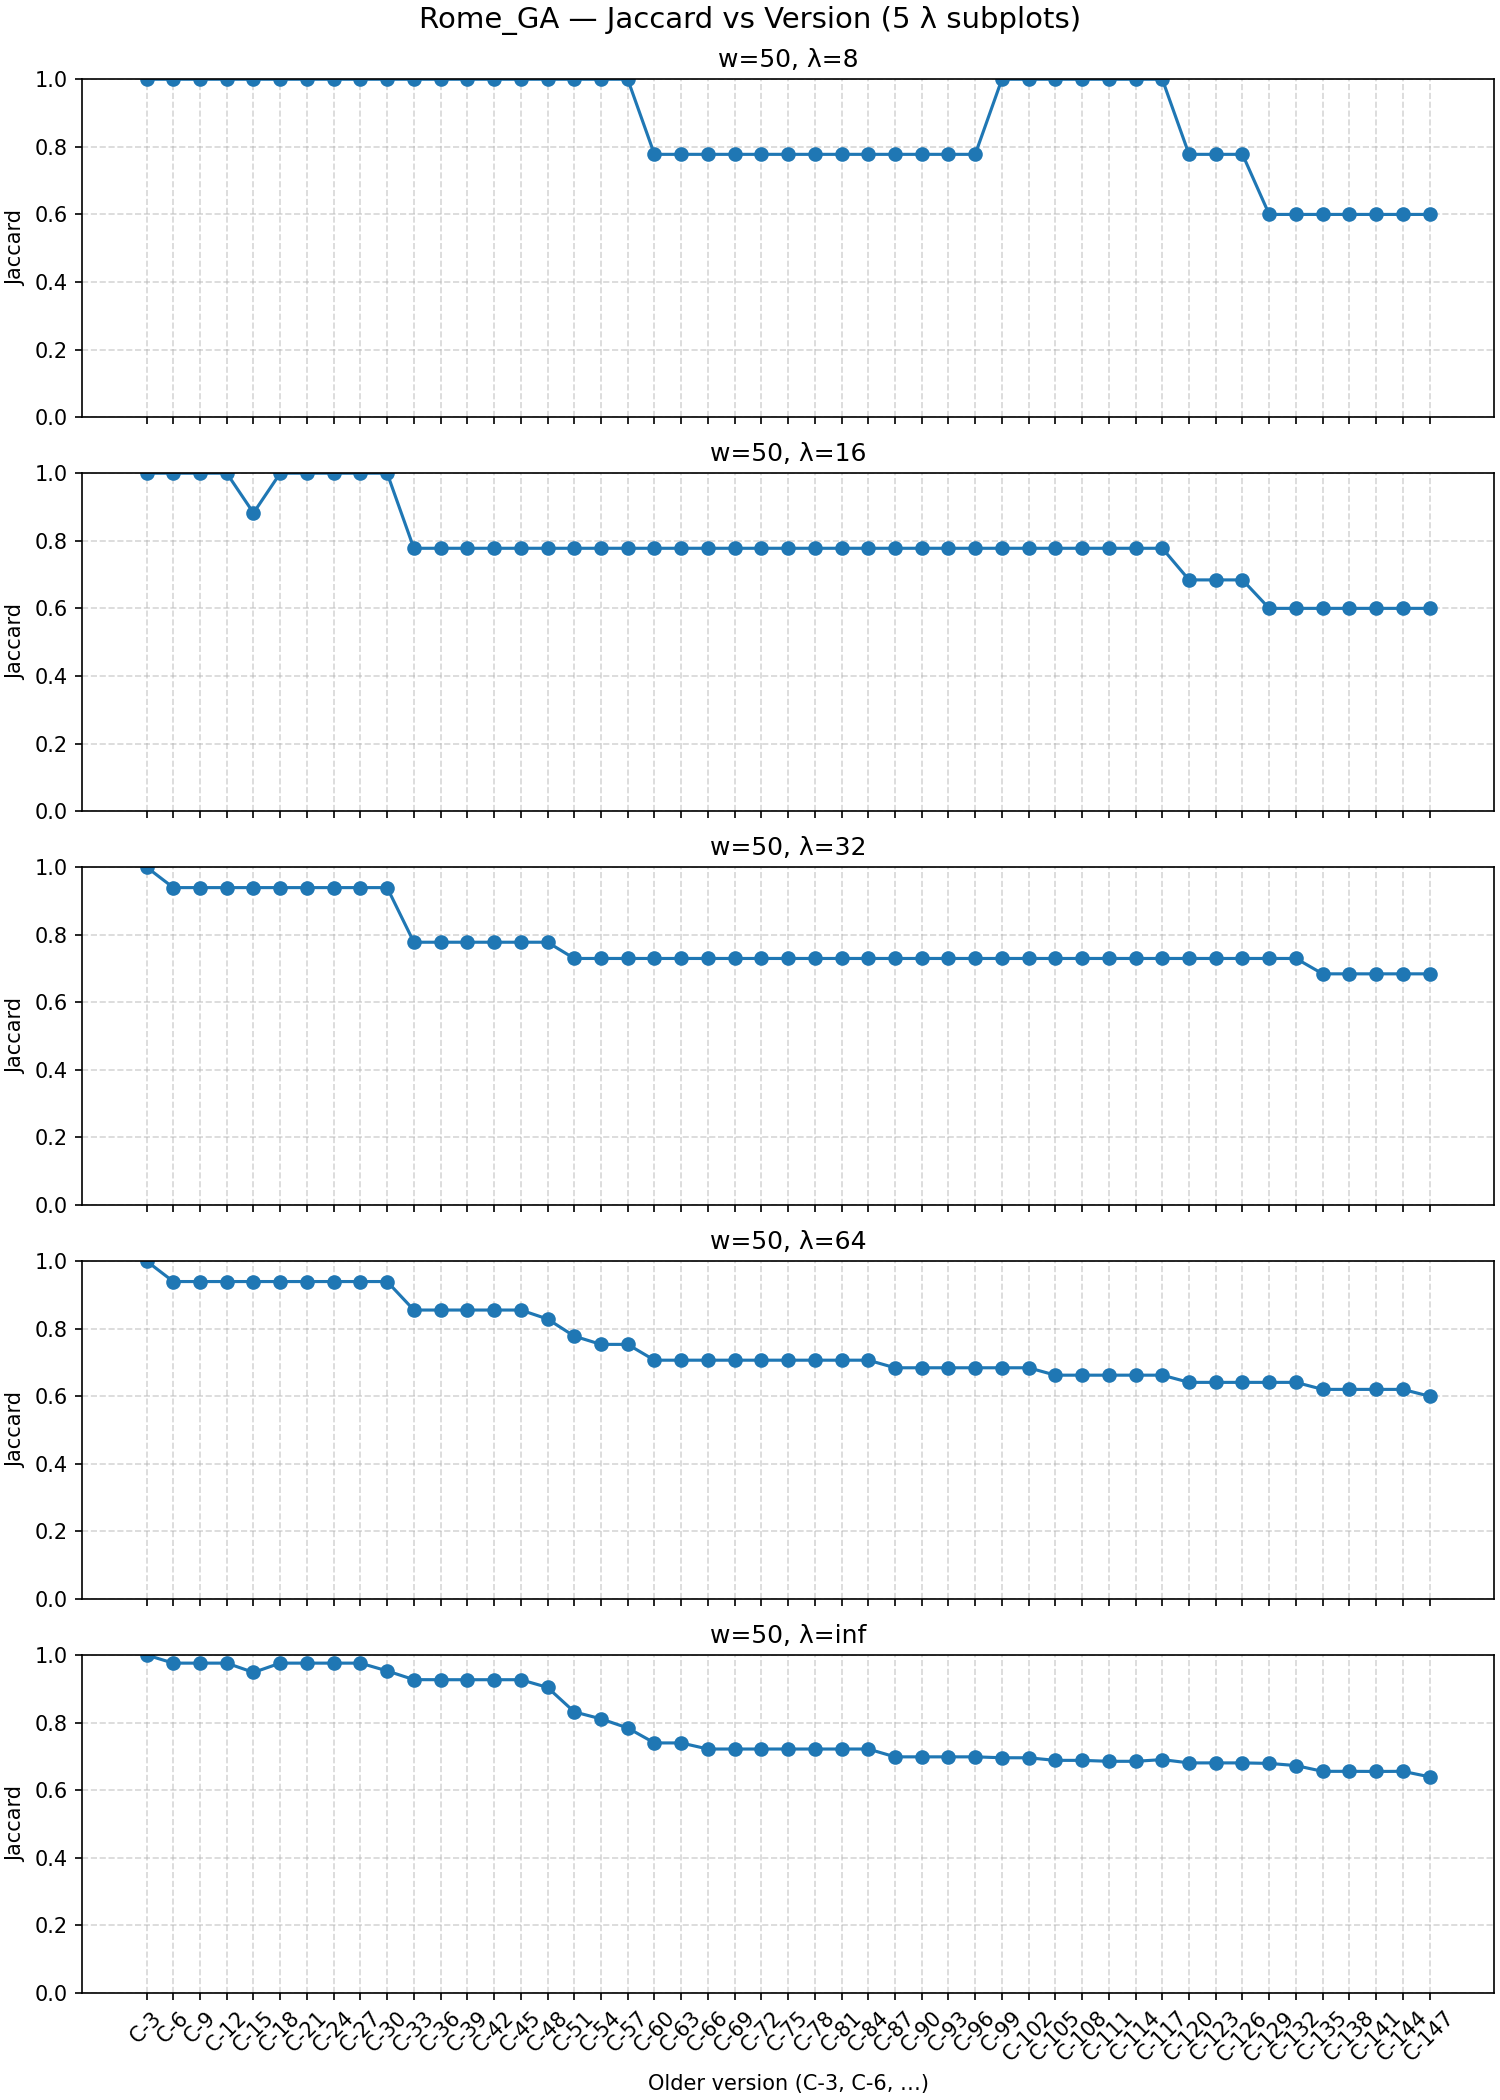 Rome_GA — Jaccard vs Version (5 λ subplots)
w=50, λ=8
1.0
0.8
0.6
0.4
0.2
0.0
Jaccard
w=50, λ=16
1.0
0.8
0.6
0.4
0.2
0.0
Jaccard
w=50, λ=32
1.0
0.8
0.6
0.4
0.2
0.0
Jaccard
w=50, λ=64
1.0
0.8
0.6
0.4
0.2
0.0
Jaccard
w=50, λ=inf
1.0
0.8
0.6
0.4
0.2
0.0
Jaccard
C-3
C-6
C-9
C-12
C-15
C-18
C-21
C-24
C-27
C-30
C-33
C-36
C-39
C-42
C-45
C-48
C-51
C-54
C-57
C-60
C-63
C-66
C-69
C-72
C-75
C-78
C-81
C-84
C-87
C-90
C-93
C-96
C-99
C-102
C-105
C-108
C-111
C-114
C-117
C-120
C-123
C-126
C-129
C-132
C-135
C-138
C-141
C-144
C-147
Older version (C-3, C-6, ...)